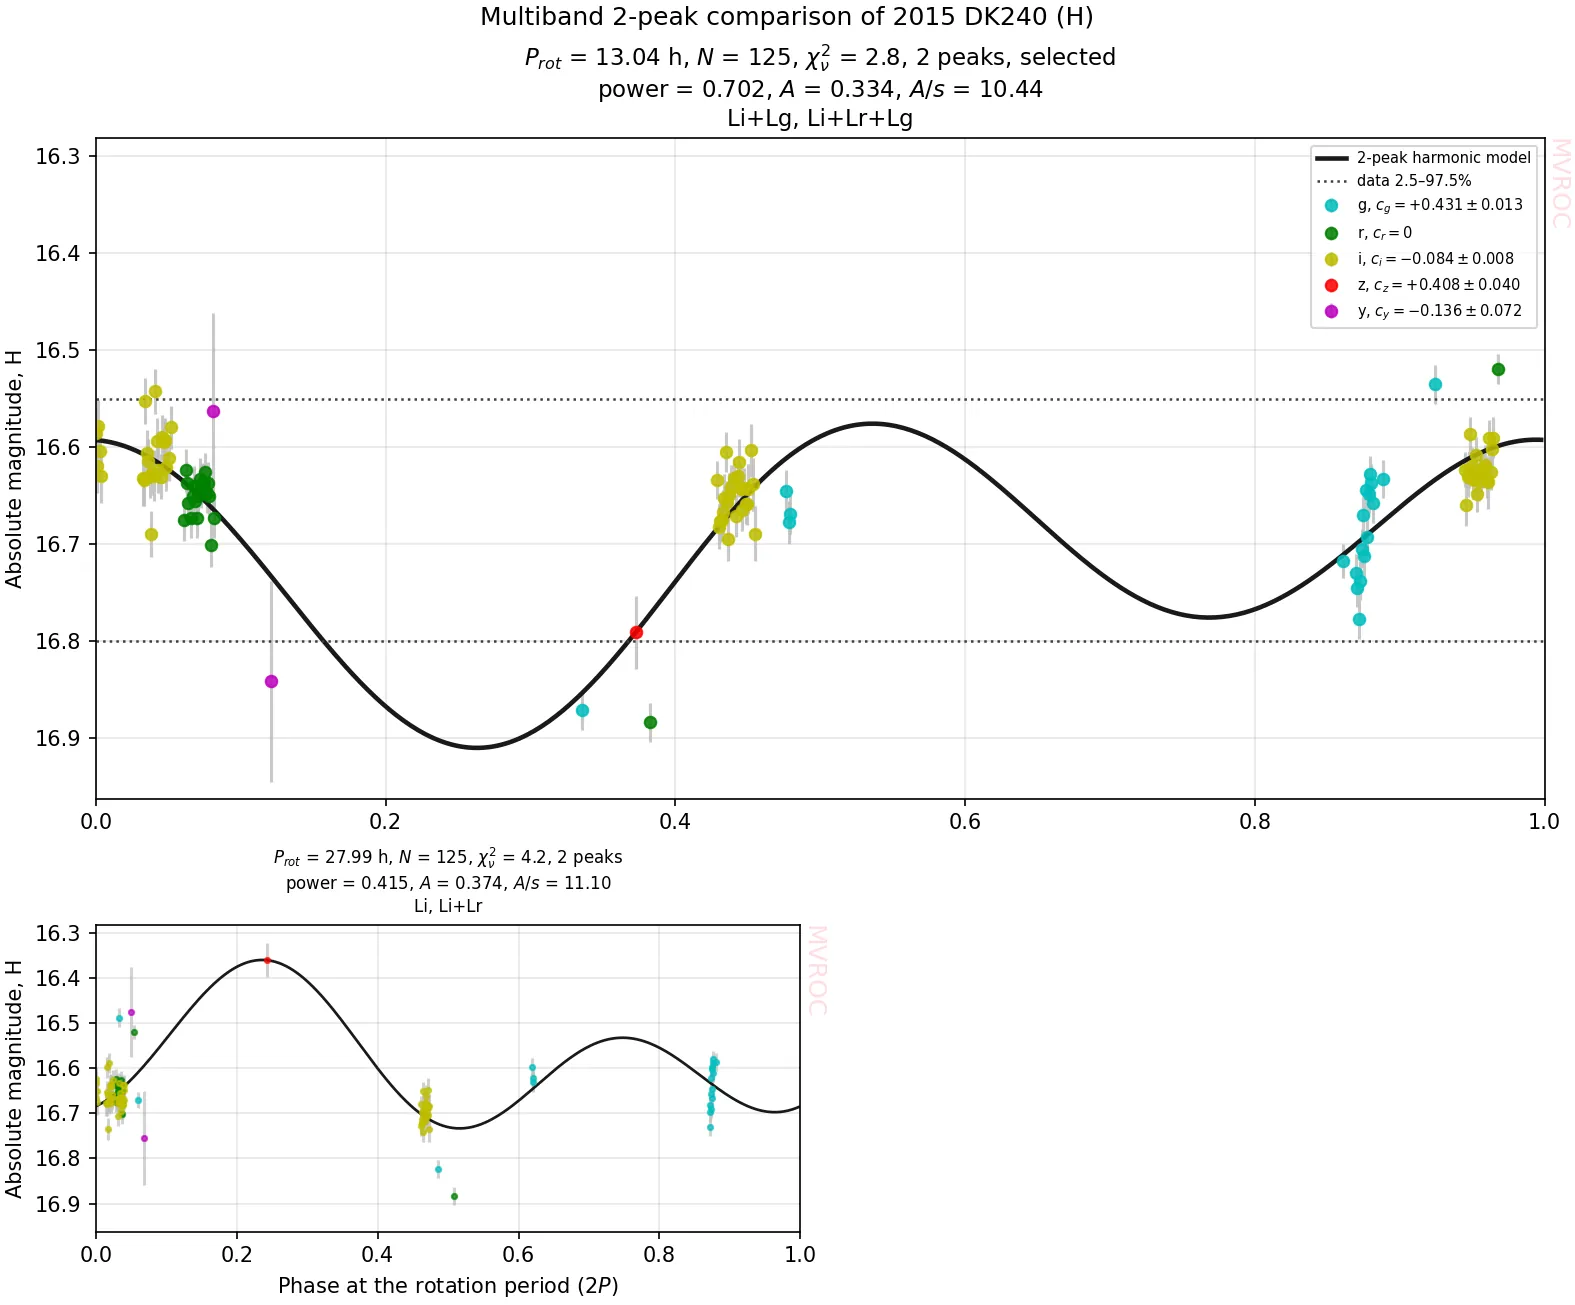 Multiband 2-peak comparison of 2015 DK240 (H)
P_rot = 13.04 h, N = 125, χ²_ν = 2.8, 2 peaks, selected
power = 0.702, A = 0.334, A/s = 10.44
Li+Lg, Li+Lr+Lg
2-peak harmonic model
data 2.5–97.5%
g, c_g = +0.431 ± 0.013
r, c_r = 0
i, c_i = −0.084 ± 0.008
z, c_z = +0.408 ± 0.040
y, c_y = −0.136 ± 0.072
MVROC
Absolute magnitude, H
16.3
16.4
16.5
16.6
16.7
16.8
16.9
0.0 0.2 0.4 0.6 0.8 1.0
P_rot = 27.99 h, N = 125, χ²_ν = 4.2, 2 peaks
power = 0.415, A = 0.374, A/s = 11.10
Li, Li+Lr
MVROC
Absolute magnitude, H
16.3
16.4
16.5
16.6
16.7
16.8
16.9
0.0 0.2 0.4 0.6 0.8 1.0
Phase at the rotation period (2P)